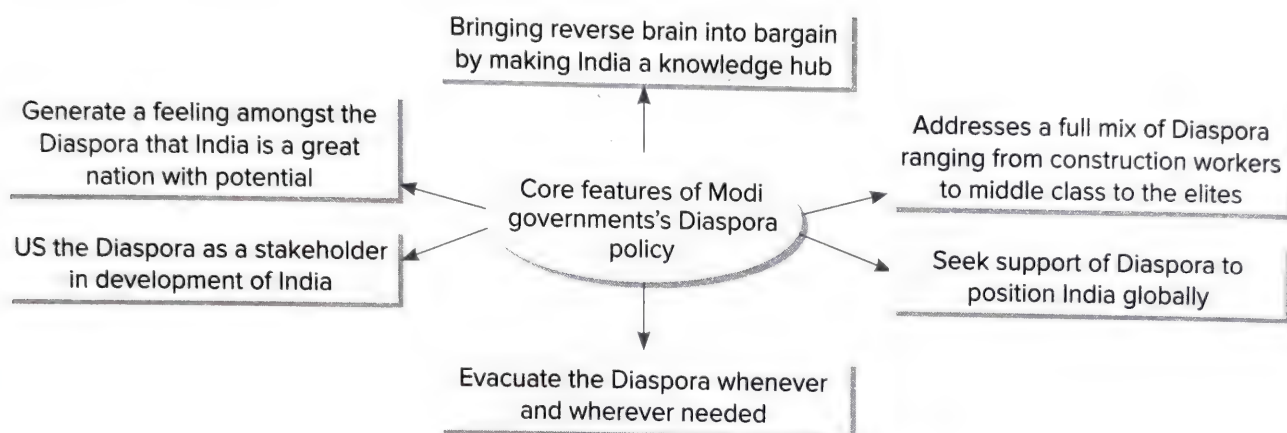 Bringing reverse brain into bargain
by making India a knowledge hub
Generate a feeling amongst the
Diaspora that India is a great
nation with potential
Addresses a full mix of Diaspora
ranging from construction workers
to middle class to the elites
Core features of Modi
governments's Diaspora
policy
US the Diaspora as a stakeholder
in development of India
Seek support of Diaspora to
position India globally
Evacuate the Diaspora whenever
and wherever needed